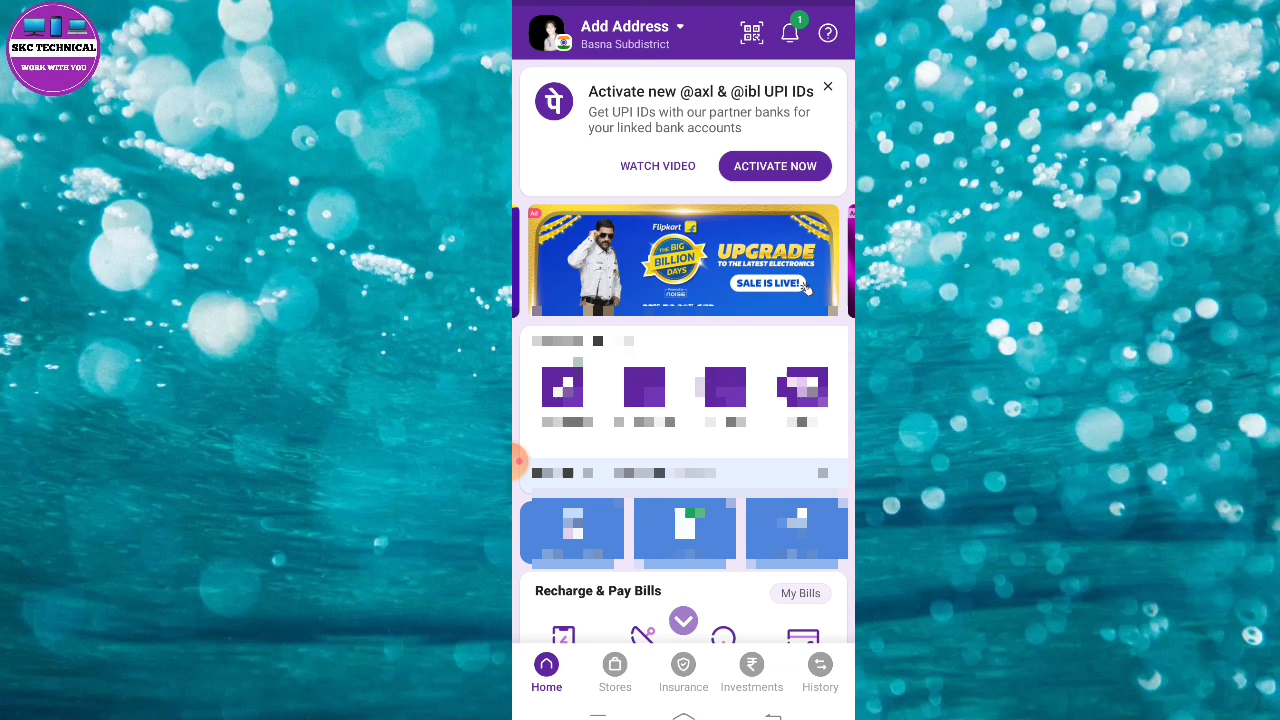 SKC TECHNICAL
WORK WITH YOU
Add Address
Basna Subdistrict
1
पे
Activate new @axl & @ibl UPI IDs
Get UPI IDs with our partner banks for
your linked bank accounts
WATCH VIDEO
ACTIVATE NOW
Ad
Flipkart
THE BIG
BILLION
DAYS
NOISE
UPGRADE
TO THE LATEST ELECTRONICS
SALE IS LIVE!
Recharge & Pay Bills
My Bills
Home
Stores
Insurance
Investments
History